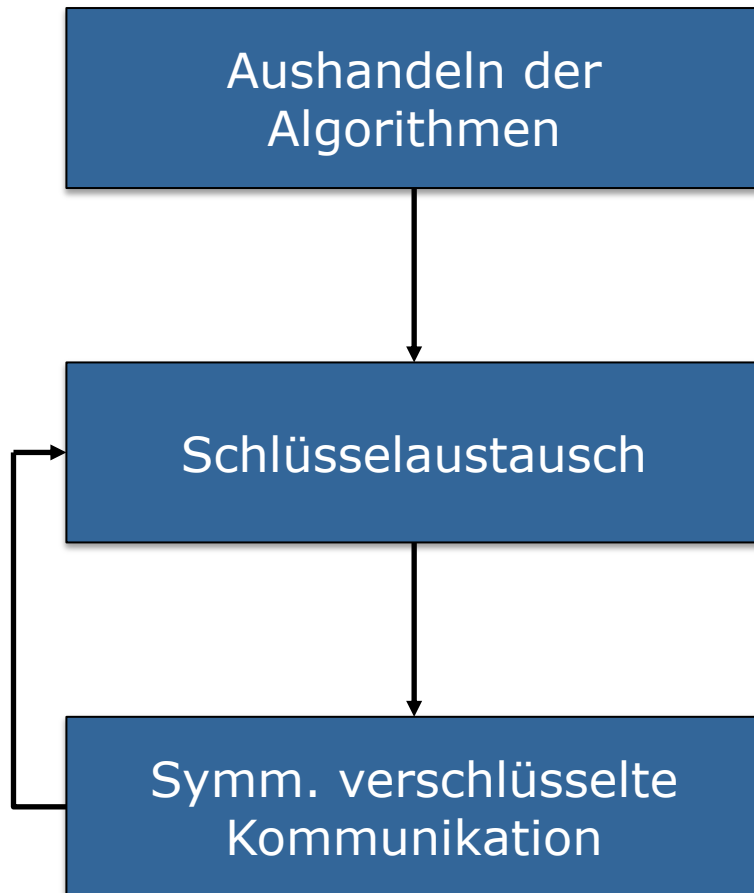 Aushandeln der
Algorithmen
Schlüsselaustausch
Symm. verschlüsselte
Kommunikation